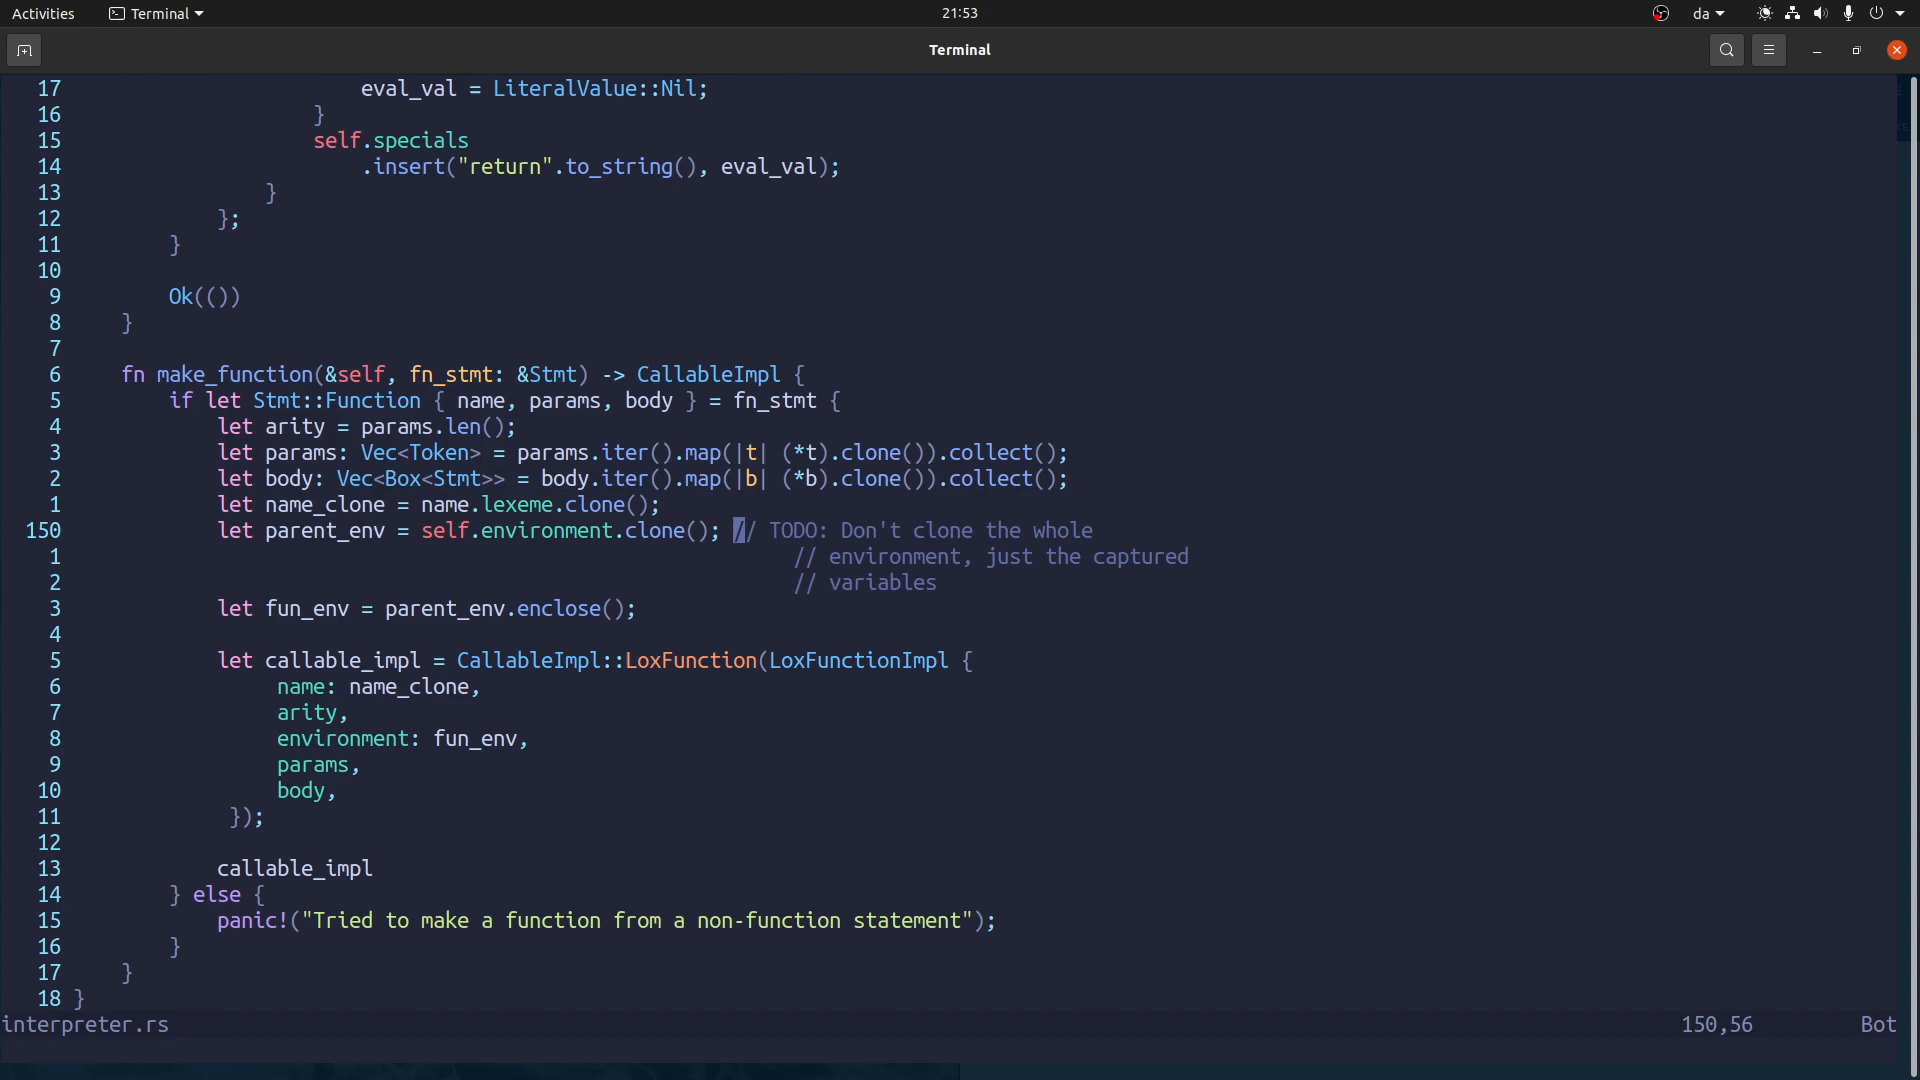 Activities Terminal 21:53 da
Terminal
17 eval_val = LiteralValue::Nil;
16 }
15 self.specials
14 .insert("return".to_string(), eval_val);
13 }
12 };
11 }
10
9 Ok(())
8 }
7
6 fn make_function(&self, fn_stmt: &Stmt) -> CallableImpl {
5 if let Stmt::Function { name, params, body } = fn_stmt {
4 let arity = params.len();
3 let params: Vec<Token> = params.iter().map(|t| (*t).clone()).collect();
2 let body: Vec<Box<Stmt>> = body.iter().map(|b| (*b).clone()).collect();
1 let name_clone = name.lexeme.clone();
150 let parent_env = self.environment.clone(); // TODO: Don't clone the whole
1 // environment, just the captured
2 // variables
3 let fun_env = parent_env.enclose();
4
5 let callable_impl = CallableImpl::LoxFunction(LoxFunctionImpl {
6 name: name_clone,
7 arity,
8 environment: fun_env,
9 params,
10 body,
11 });
12
13 callable_impl
14 } else {
15 panic!("Tried to make a function from a non-function statement");
16 }
17 }
18 }
interpreter.rs 150,56 Bot